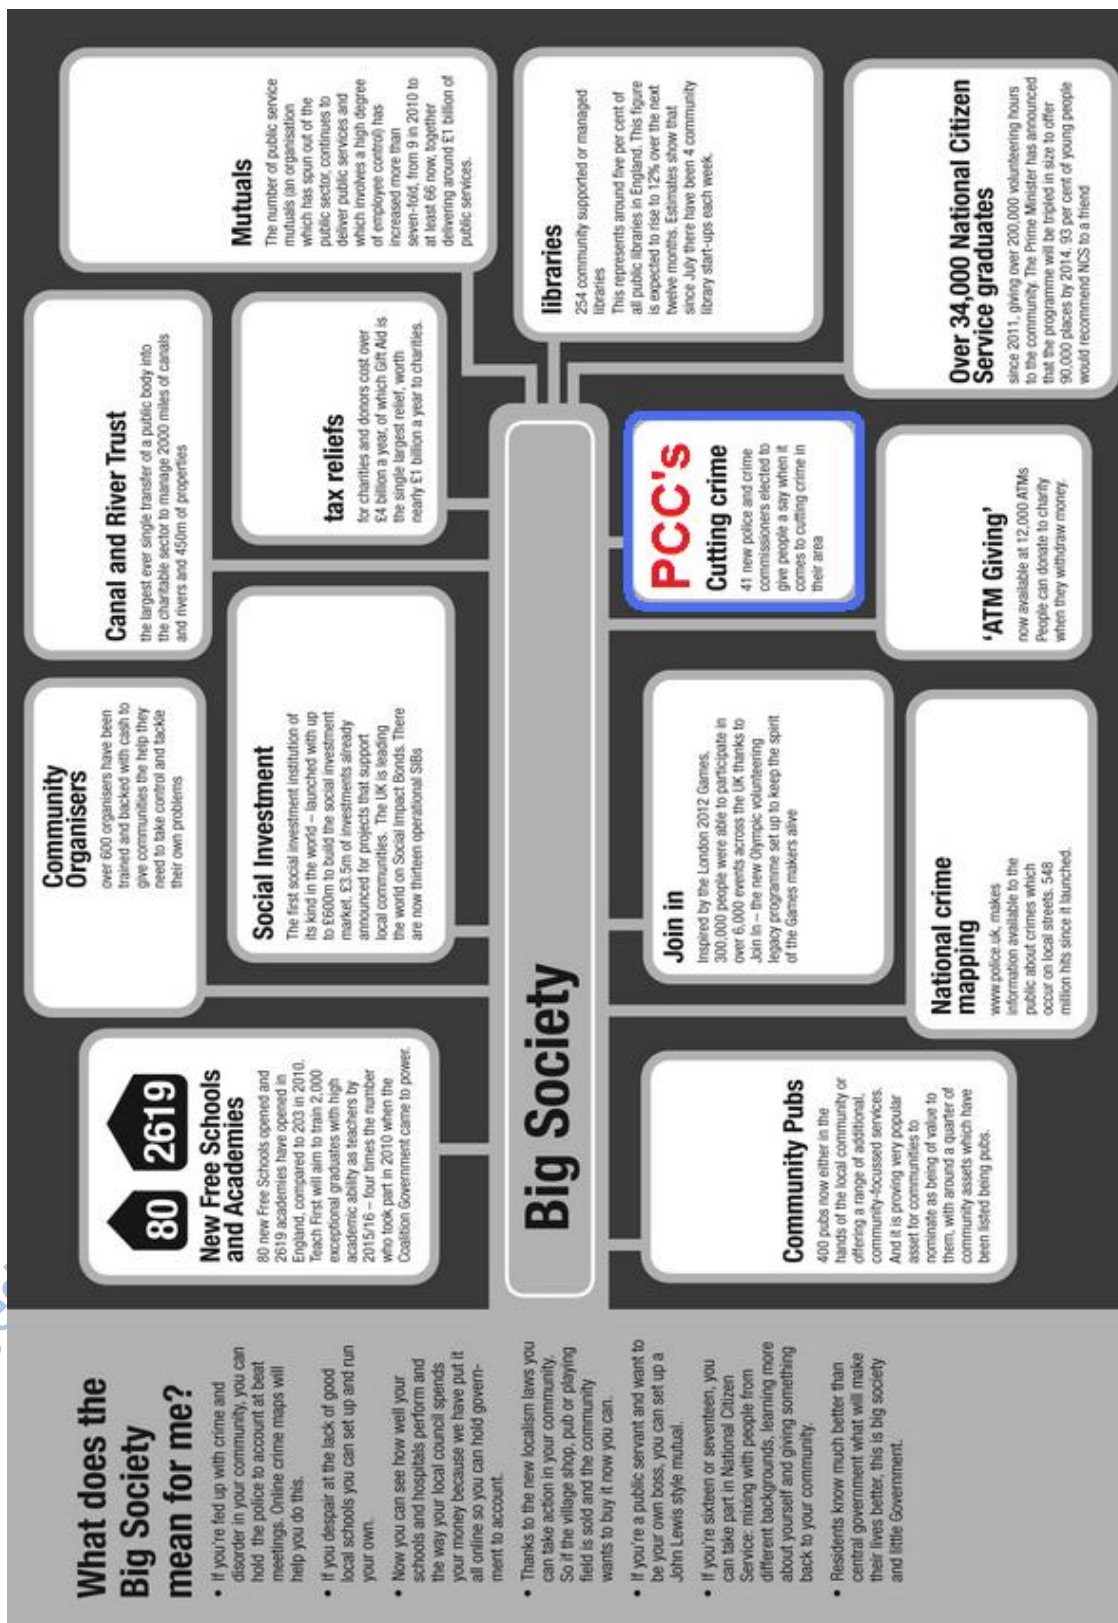 What does the
Big Society
mean for me?
• If you're fed up with crime and
disorder in your community, you can
hold the police to account at beat
meetings. Online crime maps will
help you do this.
• If you despair at the lack of good
local schools you can set up and run
your own.
• Now you can see how well your
schools and hospitals perform and
the way your local council spends
your money because we have put it
all online so you can hold govern-
ment to account.
• Thanks to the new localism laws you
can take action in your community.
So if the village shop, pub or playing
field is sold and the community
wants to buy it now you can.
• If you're a public servant and want to
be your own boss, you can set up a
John Lewis style mutual.
• If you're sixteen or seventeen, you
can take part in National Citizen
Service: mixing with people from
different backgrounds, learning more
about yourself and giving something
back to your community.
• Residents know much better than
central government what will make
their lives better, this is big society
and little Government.
80 2619
New Free Schools
and Academies
80 new Free Schools opened and
2619 academies have opened in
England, compared to 203 in 2010.
Teach First will aim to train 2,000
exceptional graduates with high
academic ability as teachers by
2015/16 – four times the number
who took part in 2010 when the
Coalition Government came to power.
Community
Organisers
over 600 organisers have been
trained and backed with cash to
give communities the help they
need to take control and tackle
their own problems
Social Investment
The first social investment institution of
its kind in the world – launched with up
to £600m to build the social investment
market. £3.5m of investments already
announced for projects that support
local communities. The UK is leading
the world on Social Impact Bonds. There
are now thirteen operational SIBs
Canal and River Trust
the largest ever single transfer of a public body into
the charitable sector to manage 2000 miles of canals
and rivers and 450m of properties
tax reliefs
for charities and donors cost over
£4 billion a year, of which Gift Aid is
the single largest relief, worth
nearly £1 billion a year to charities.
Mutuals
The number of public service
mutuals (an organisation
which has spun out of the
public sector, continues to
deliver public services and
which involves a high degree
of employee control) has
increased more than
seven-fold, from 9 in 2010 to
at least 66 now, together
delivering around £1 billion of
public services.
Big Society
libraries
254 community supported or managed
libraries
This represents around five per cent of
all public libraries in England. This figure
is expected to rise to 12% over the next
twelve months. Estimates show that
since July there have been 4 community
library start-ups each week.
Community Pubs
400 pubs now either in the
hands of the local community or
offering a range of additional,
community-focussed services.
And it is proving very popular
asset for communities to
nominate as being of value to
them, with around a quarter of
community assets which have
been listed being pubs.
Join in
Inspired by the London 2012 Games,
300,000 people were able to participate in
over 6,000 events across the UK thanks to
Join In – the new Olympic volunteering
legacy programme set up to keep the spirit
of the Games makers alive
National crime
mapping
www.police.uk, makes
information available to the
public about crimes which
occur on local streets. 548
million hits since it launched.
PCC's
Cutting crime
41 new police and crime
commissioners elected to
give people a say when it
comes to cutting crime in
their area
'ATM Giving'
now available at 12,000 ATMs
People can donate to charity
when they withdraw money.
Over 34,000 National Citizen
Service graduates
since 2011, giving over 200,000 volunteering hours
to the community. The Prime Minister has announced
that the programme will be tripled in size to offer
90,000 places by 2014. 93 per cent of young people
would recommend NCS to a friend